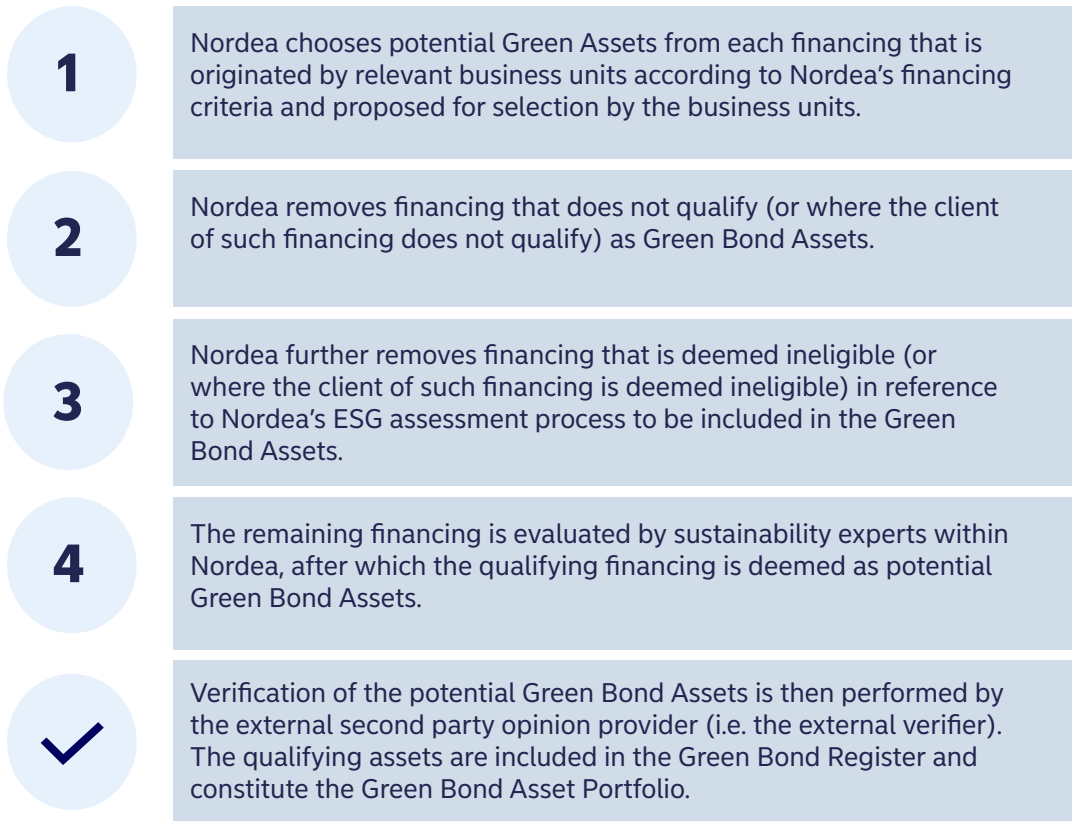 1
Nordea chooses potential Green Assets from each financing that is
originated by relevant business units according to Nordea’s financing
criteria and proposed for selection by the business units.
2
Nordea removes financing that does not qualify (or where the client
of such financing does not qualify) as Green Bond Assets.
3
Nordea further removes financing that is deemed ineligible (or
where the client of such financing is deemed ineligible) in reference
to Nordea’s ESG assessment process to be included in the Green
Bond Assets.
4
The remaining financing is evaluated by sustainability experts within
Nordea, after which the qualifying financing is deemed as potential
Green Bond Assets.
Verification of the potential Green Bond Assets is then performed by
the external second party opinion provider (i.e. the external verifier).
The qualifying assets are included in the Green Bond Register and
constitute the Green Bond Asset Portfolio.